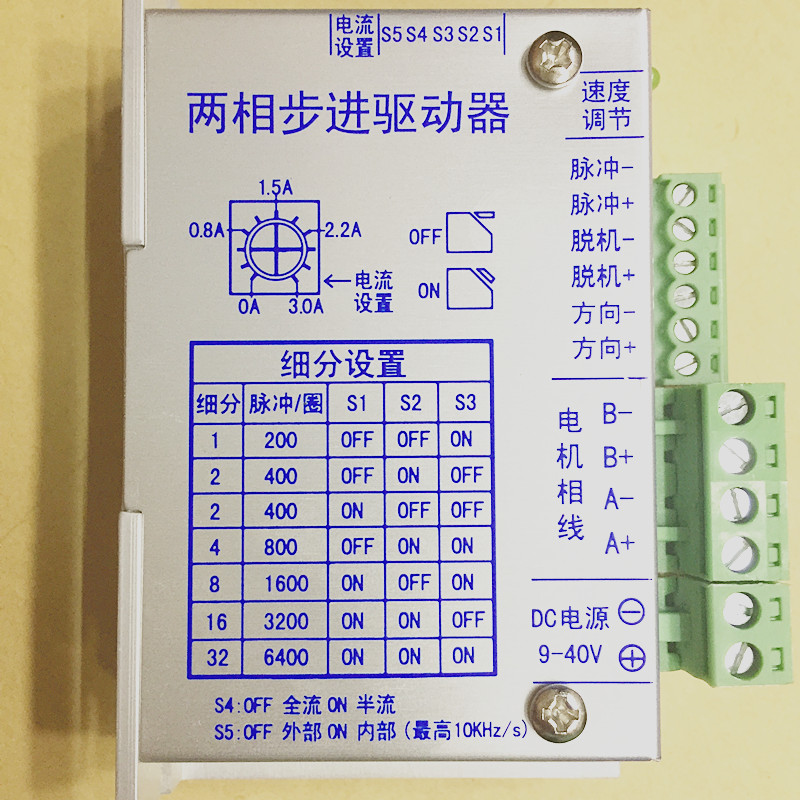 电流
设置 S5 S4 S3 S2 S1
两相步进驱动器
速度
调节
脉冲-
脉冲+
脱机-
脱机+
方向-
方向+
1.5A
0.8A 2.2A
0A 3.0A
电流
设置
OFF
ON
细分设置
细分 脉冲/圈 S1 S2 S3
1 200 OFF OFF ON
2 400 OFF ON OFF
2 400 ON OFF OFF
4 800 OFF ON ON
8 1600 ON OFF ON
16 3200 ON ON OFF
32 6400 ON ON ON
电机相线
B-
B+
A-
A+
DC电源 ⊖
9-40V ⊕
S4:OFF 全流 ON 半流
S5:OFF 外部 ON 内部 (最高10KHz/s)